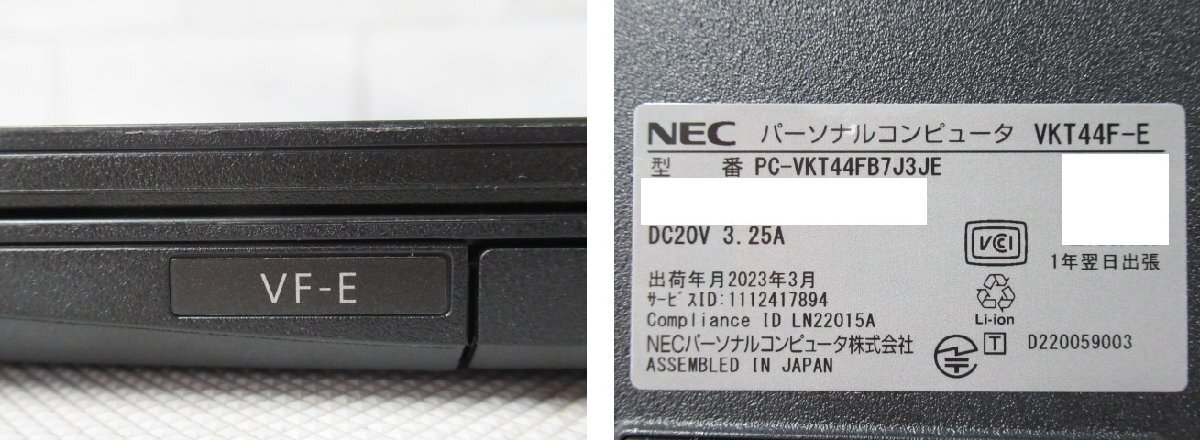 VF-E
NEC パーソナルコンピュータ VKT44F-E
型 番 PC-VKT44FB7J3JE
DC20V 3.25A
VCCI
1年翌日出張
出荷年月2023年3月
ｻｰﾋﾞｽID:1112417894
Li-ion
Compliance ID LN22015A
NECパーソナルコンピュータ株式会社
T D220059003
ASSEMBLED IN JAPAN